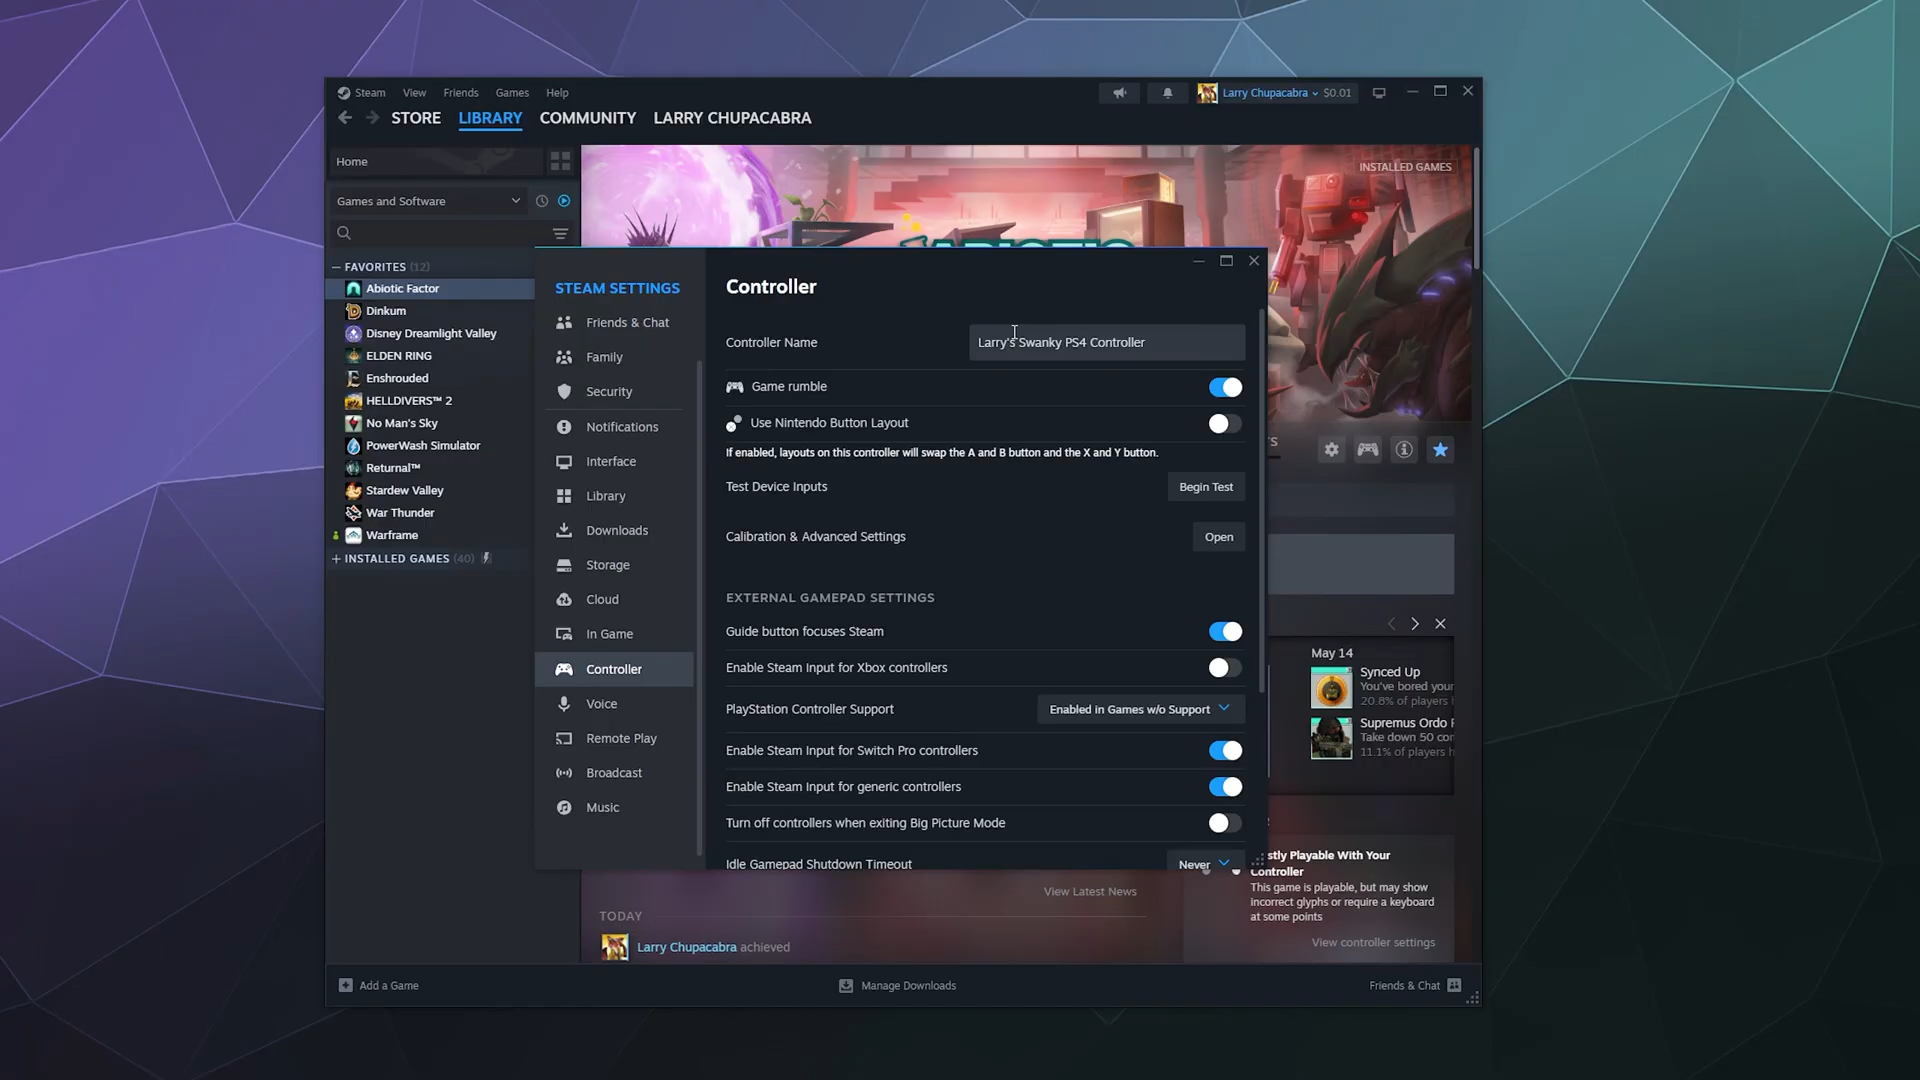 Steam View Friends Games Help
Larry Chupacabra $0.01
STORE LIBRARY COMMUNITY LARRY CHUPACABRA
Home
INSTALLED GAMES
Games and Software
FAVORITES (12)
Abiotic Factor
Dinkum
Disney Dreamlight Valley
ELDEN RING
Enshrouded
HELLDIVERS™ 2
No Man's Sky
PowerWash Simulator
Returnal™
Stardew Valley
War Thunder
Warframe
INSTALLED GAMES (40)
STEAM SETTINGS
Friends & Chat
Family
Security
Notifications
Interface
Library
Downloads
Storage
Cloud
In Game
Controller
Voice
Remote Play
Broadcast
Music
Controller
Controller Name Larry's Swanky PS4 Controller
Game rumble
Use Nintendo Button Layout
If enabled, layouts on this controller will swap the A and B button and the X and Y button.
Test Device Inputs Begin Test
Calibration & Advanced Settings Open
EXTERNAL GAMEPAD SETTINGS
Guide button focuses Steam
Enable Steam Input for Xbox controllers
PlayStation Controller Support Enabled in Games w/o Support
Enable Steam Input for Switch Pro controllers
Enable Steam Input for generic controllers
Turn off controllers when exiting Big Picture Mode
Idle Gamepad Shutdown Timeout Never
May 14
Synced Up
You've bored your
20.8% of players h
Supremus Ordo
Take down 50 con
11.1% of players h
stly Playable With Your
Controller
This game is playable, but may show
incorrect glyphs or require a keyboard
at some points
View controller settings
View Latest News
TODAY
Larry Chupacabra achieved
Add a Game
Manage Downloads
Friends & Chat